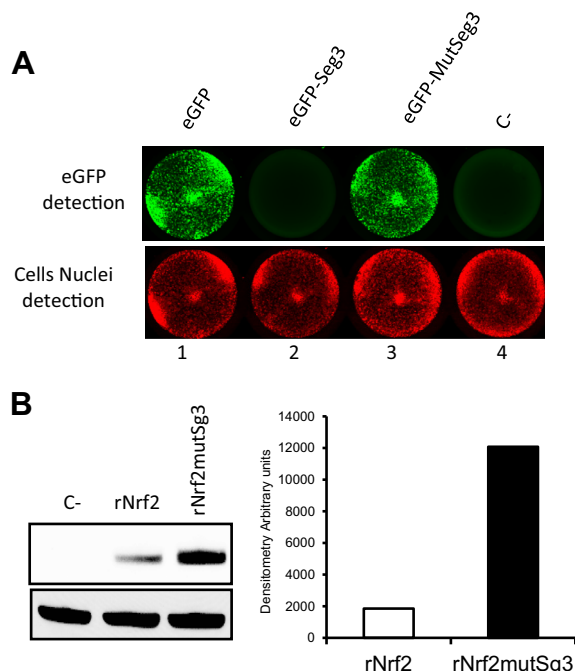 A
eGFP
eGFP-Seg3
eGFP-MutSeg3
C-
eGFP
detection
Cells Nuclei
detection
1 2 3 4
B
C-
rNrf2
rNrf2mutSg3
Densitometry Arbitrary units
14000
12000
10000
8000
6000
4000
2000
0
rNrf2
rNrf2mutSg3